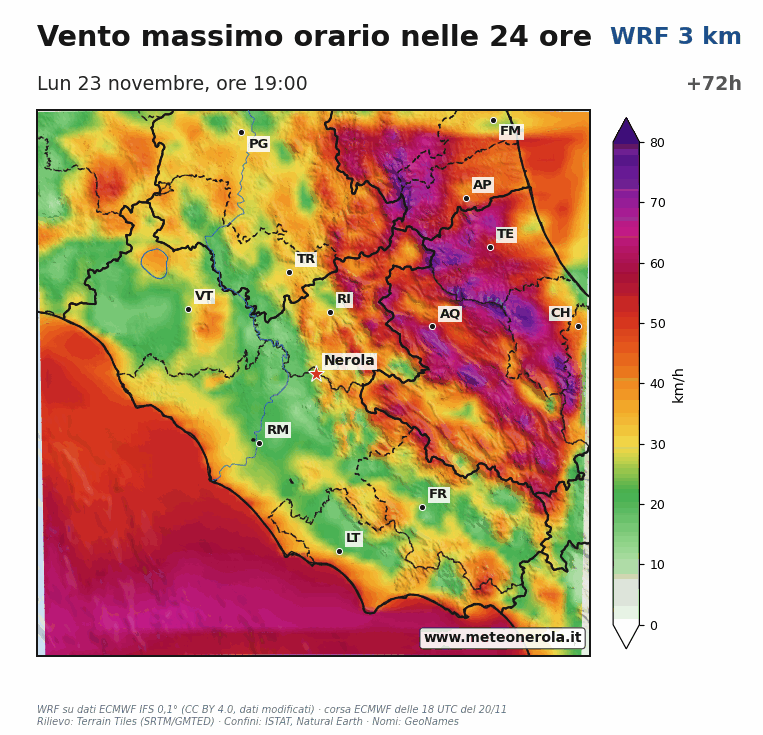 Vento massimo orario nelle 24 ore WRF 3 km
Lun 23 novembre, ore 19:00 +72h
FM
PG
AP
TE
TR
VT
RI
AQ
CH
Nerola
RM
FR
LT
www.meteonerola.it
80
70
60
50
40
30
20
10
0
km/h
WRF su dati ECMWF IFS 0,1° (CC BY 4.0, dati modificati) · corsa ECMWF delle 18 UTC del 20/11
Rilievo: Terrain Tiles (SRTM/GMTED) · Confini: ISTAT, Natural Earth · Nomi: GeoNames